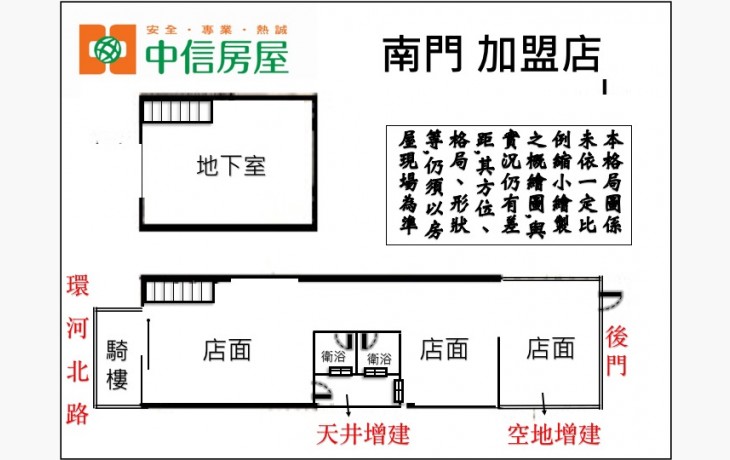 安全・專業・熱誠
中信房屋
南門 加盟店
地下室
本格局圖係
未依一定比
例縮小繪製
之概繪圖,與
實況仍有差
距,其方位、
格局、形狀
等,仍須以房
屋現場為準
環河北路
騎樓
店面
衛浴
衛浴
店面
店面
後門
天井增建
空地增建